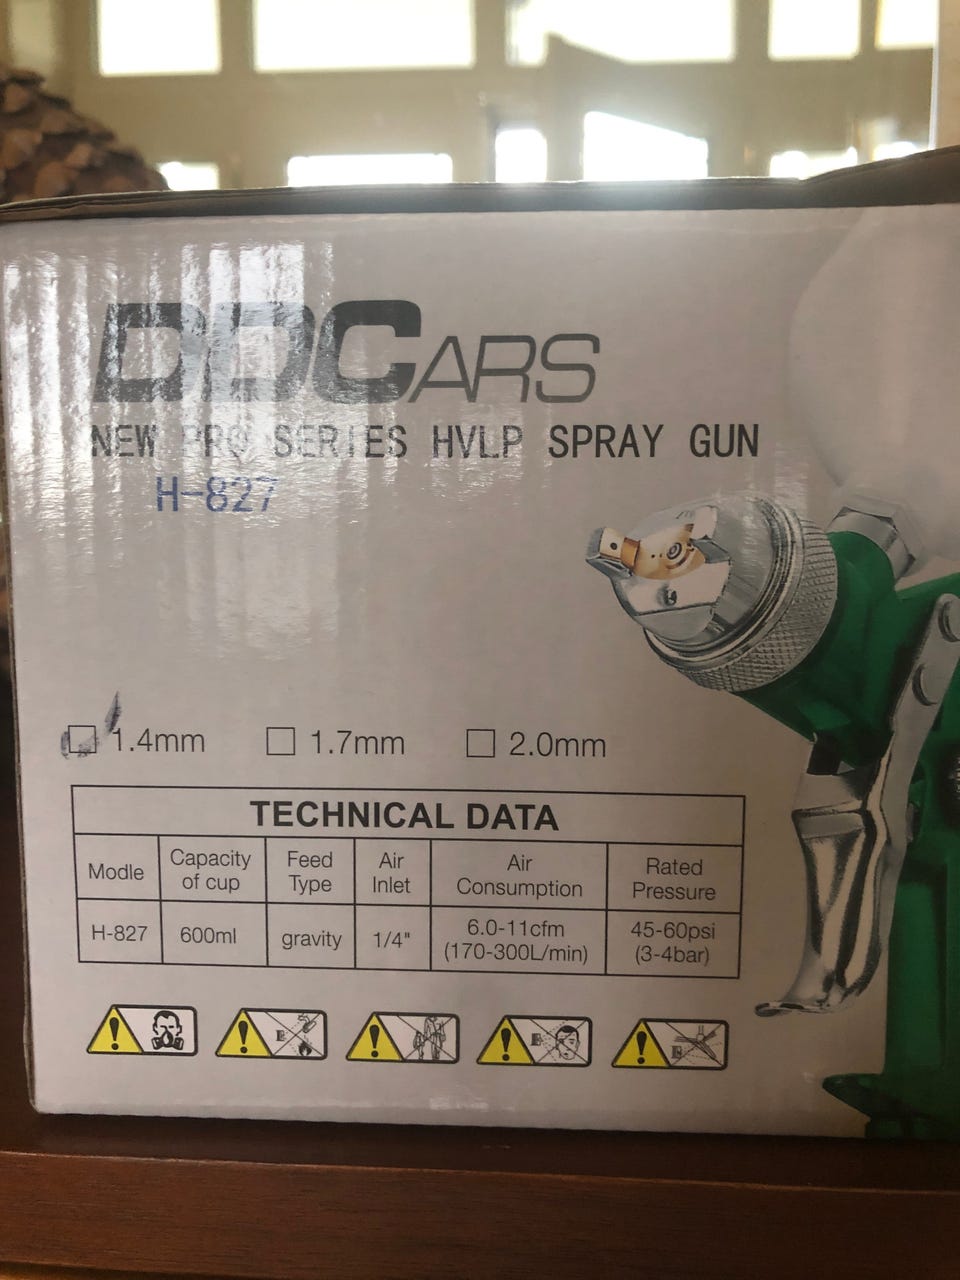 DDCARS
NEW PRO SERIES HVLP SPRAY GUN
H-827
1.4mm 1.7mm 2.0mm
TECHNICAL DATA
Modle Capacity of cup Feed Type Air Inlet Air Consumption Rated Pressure
H-827 600ml gravity 1/4" 6.0-11cfm (170-300L/min) 45-60psi (3-4bar)